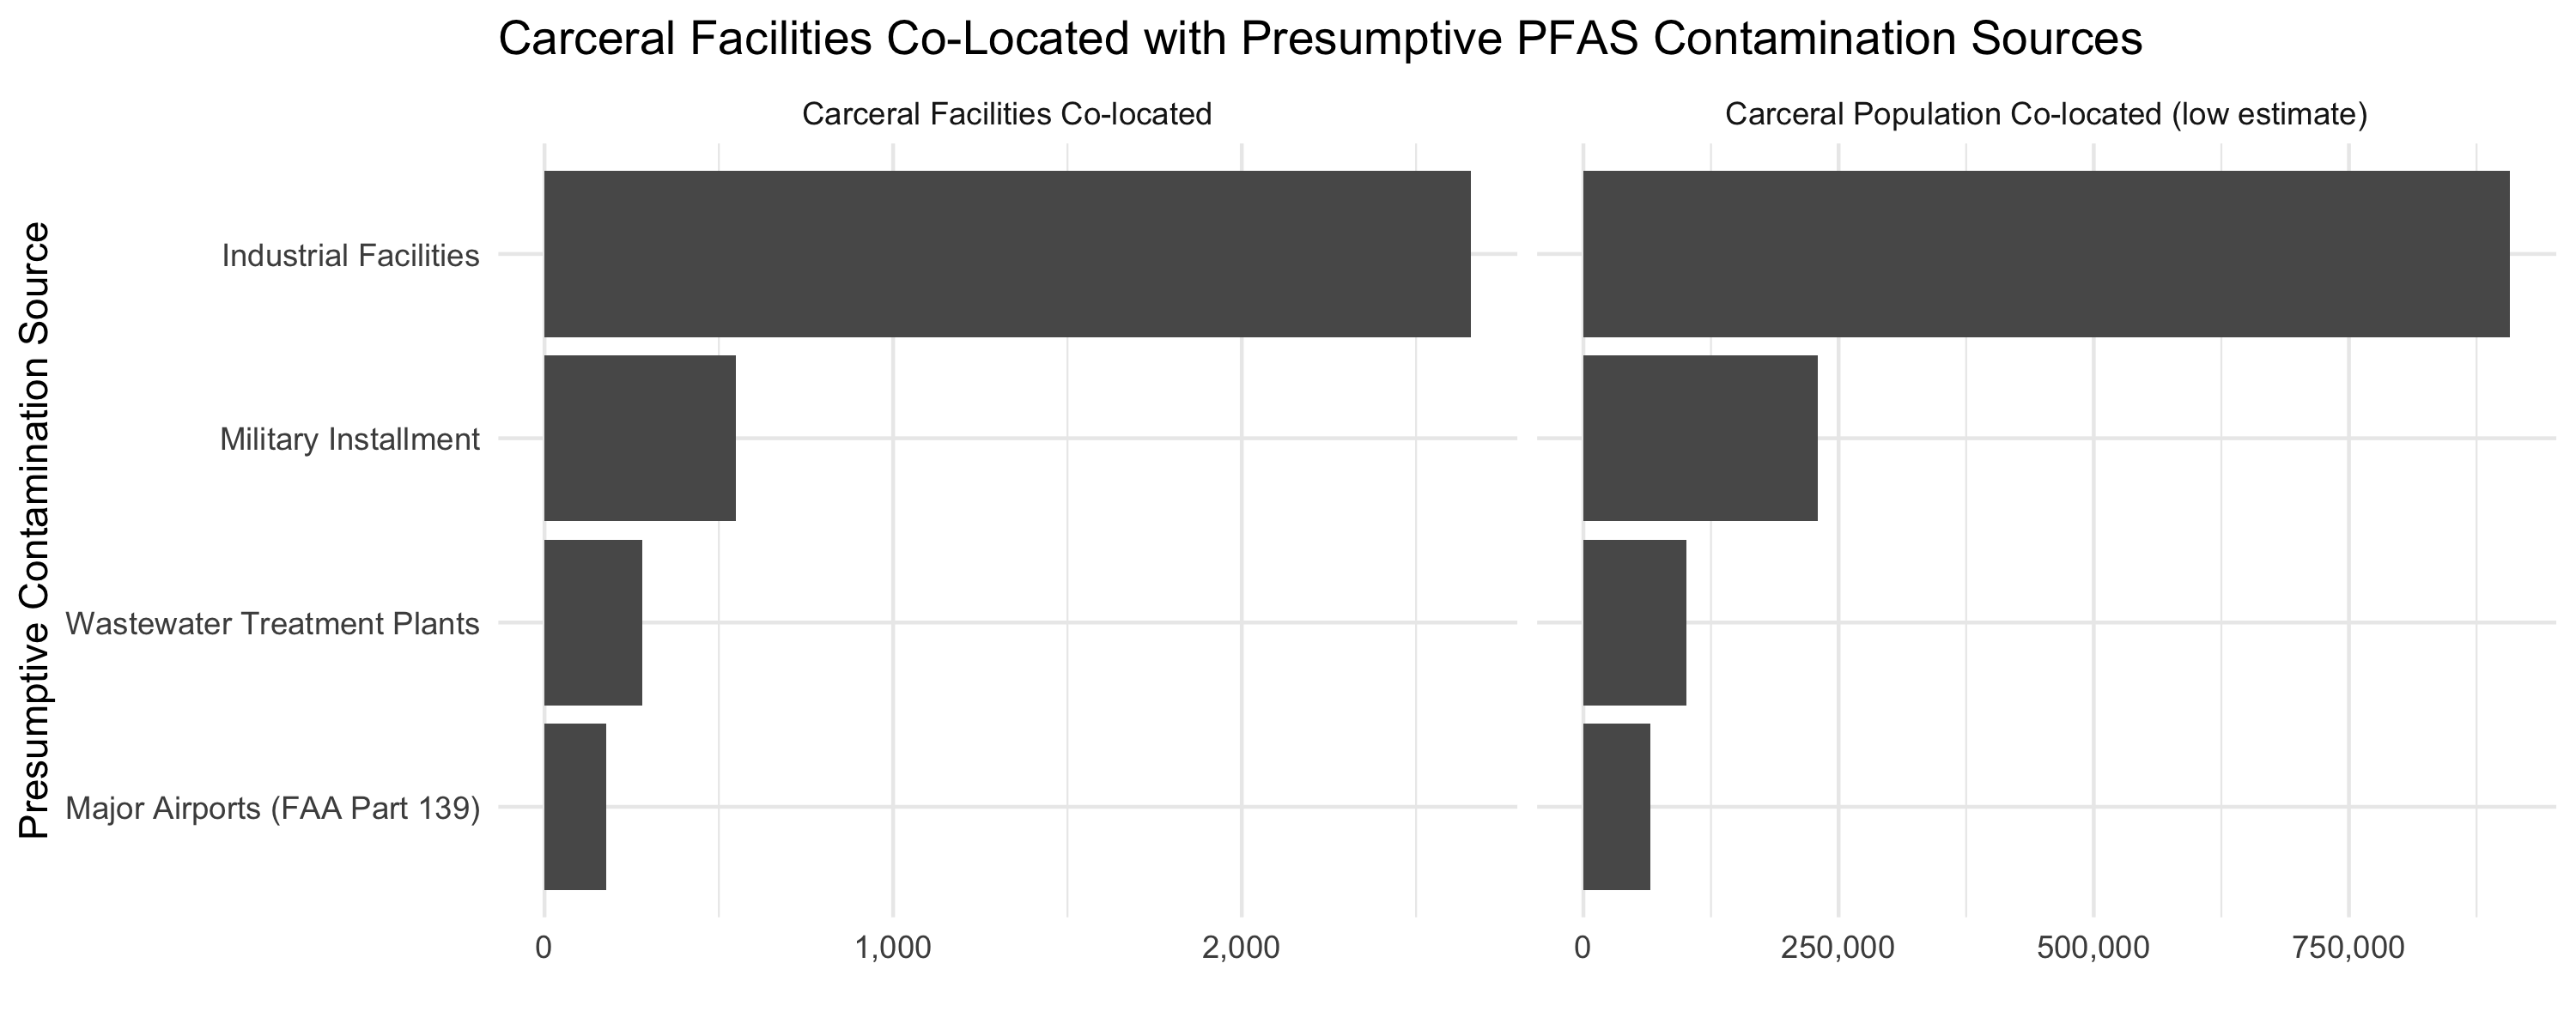 Carceral Facilities Co-Located with Presumptive PFAS Contamination Sources
Carceral Facilities Co-located
Carceral Population Co-located (low estimate)
Presumptive Contamination Source
Industrial Facilities
Military Installment
Wastewater Treatment Plants
Major Airports (FAA Part 139)
0
1,000
2,000
0
250,000
500,000
750,000